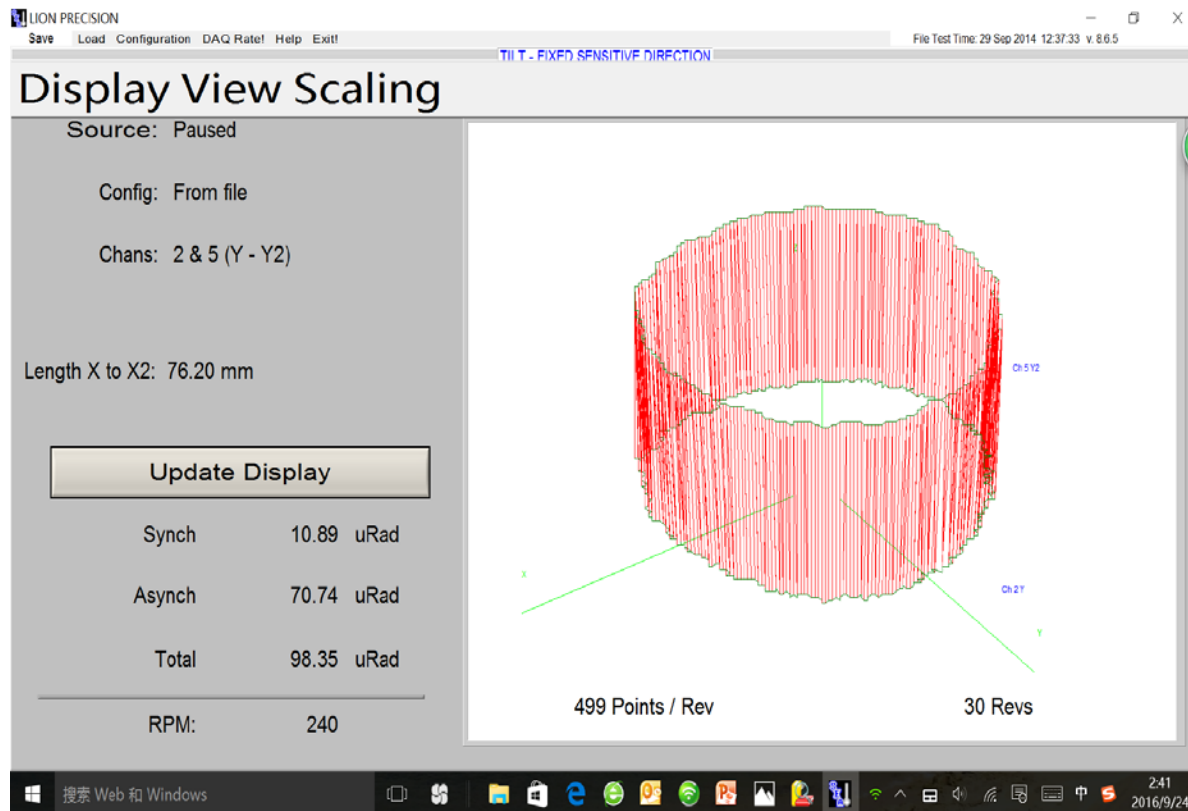 LION PRECISION
Save Load Configuration DAQ Rate! Help Exit! File Test Time: 29 Sep 2014 12:37:33 v. 8.6.5
TILT - FIXED SENSITIVE DIRECTION
Display View Scaling
Source: Paused
Config: From file
Chans: 2 & 5 (Y - Y2)
Length X to X2: 76.20 mm
Update Display
Synch 10.89 uRad
Asynch 70.74 uRad
Total 98.35 uRad
RPM: 240
Z
Ch 5 Y2
X
Ch 2 Y
Y
499 Points / Rev 30 Revs
搜索 Web 和 Windows
中
2:41
2016/9/24